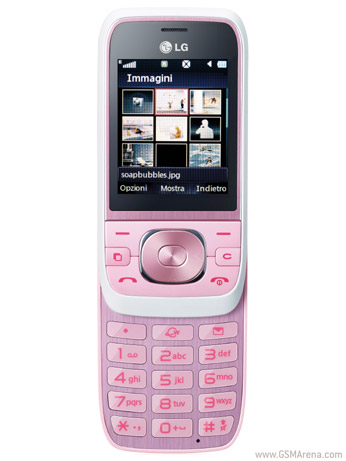 LG
Immagini
soapbubbles.jpg
Opzioni Mostra Indietro
C
1 2abc 3def
4ghi 5jkl 6mno
7pqrs 8tuv 9wxyz
* 0+ #
www.GSMArena.com